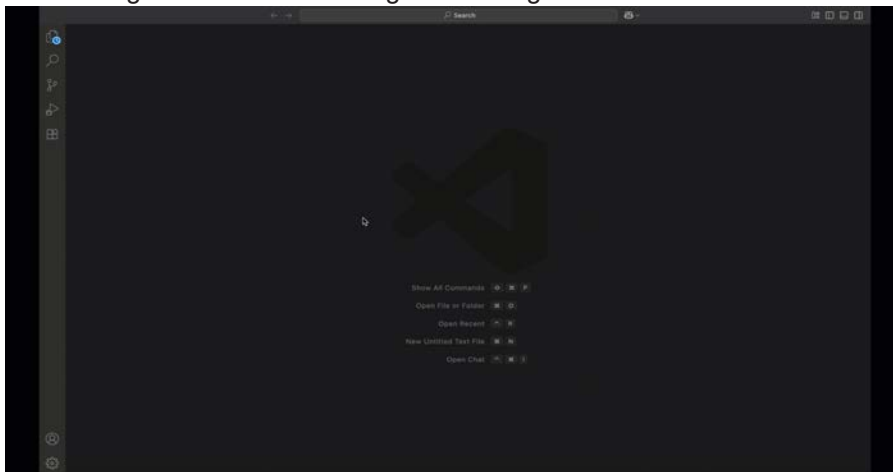 Search
Show All Commands ⇧ ⌘ P
Open File or Folder ⌘ O
Open Recent ^ R
New Untitled Text File ⌘ N
Open Chat ^ ⌘ I